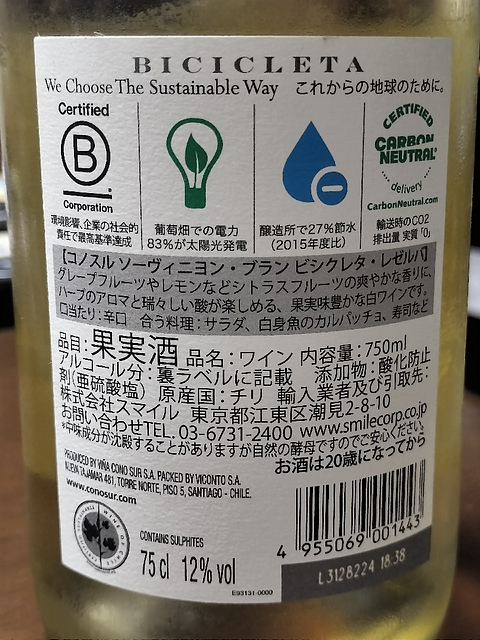 BICICLETA
We Choose The Sustainable Way これからの地球のために。
Certified
B
Corporation
環境影響、企業の社会的
責任で最高基準達成
葡萄畑での電力
83%が太陽光発電
醸造所で27%節水
(2015年度比)
CERTIFIED
CARBON
NEUTRAL
delivery
CarbonNeutral.com
輸送時のCO2
排出量 実質「0」
【コノスル ソーヴィニヨン・ブラン ビシクレタ・レゼルバ】
グレープフルーツやレモンなどシトラスフルーツの爽やかな香りに、
ハーブのアロマと瑞々しい酸が楽しめる、果実味豊かな白ワインです。
口当たり:辛口 合う料理:サラダ、白身魚のカルパッチョ、寿司など
品目:果実酒 品名:ワイン 内容量:750ml
アルコール分:裏ラベルに記載 添加物:酸化防止
剤(亜硫酸塩) 原産国:チリ 輸入業者及び引取先:
株式会社スマイル 東京都江東区潮見2-8-10
お問い合わせTEL. 03-6731-2400 www.smilecorp.co.jp
*中味成分が沈殿することがありますが自然の酵母ですのでご安心ください。
お酒は20歳になってから
PRODUCED BY VIÑA CONO SUR S.A. PACKED BY VICONTO S.A.
NUEVA TAJAMAR 481, TORRE NORTE, PISO 5, SANTIAGO - CHILE.
www.conosur.com
WINE OF CHILE
CONTAINS SULPHITES
75 cl 12% vol
E93131-0000
4 955069 001443
L3128224 18:38